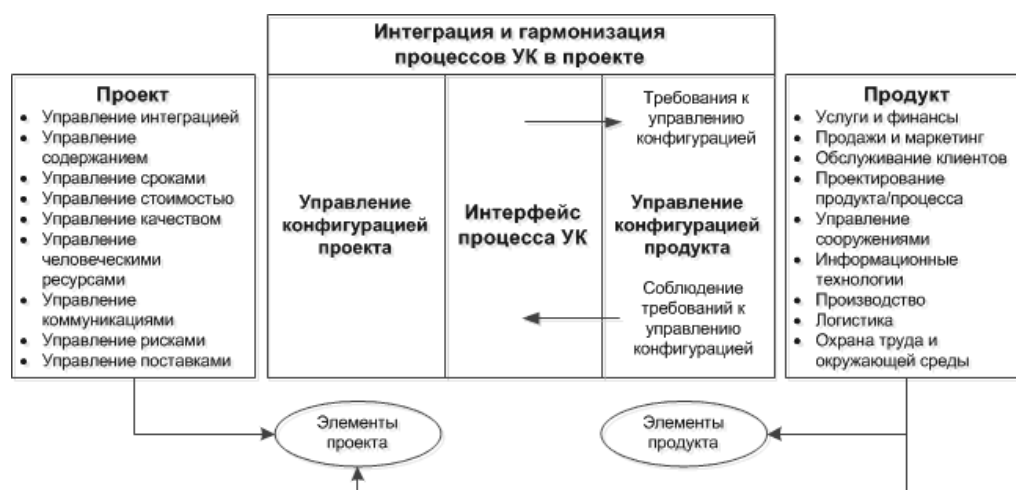 Интеграция и гармонизация
процессов УК в проекте
Проект
• Управление интеграцией
• Управление
содержанием
• Управление сроками
• Управление стоимостью
• Управление качеством
• Управление
человеческими
ресурсами
• Управление
коммуникациями
• Управление рисками
• Управление поставками
Управление
конфигурацией
проекта
Интерфейс
процесса УК
Требования к
управлению
конфигурацией
Управление
конфигурацией
продукта
Соблюдение
требований к
управлению
конфигурацией
Продукт
• Услуги и финансы
• Продажи и маркетинг
• Обслуживание клиентов
• Проектирование
продукта/процесса
• Управление
сооружениями
• Информационные
технологии
• Производство
• Логистика
• Охрана труда и
окружающей среды
Элементы
проекта
Элементы
продукта